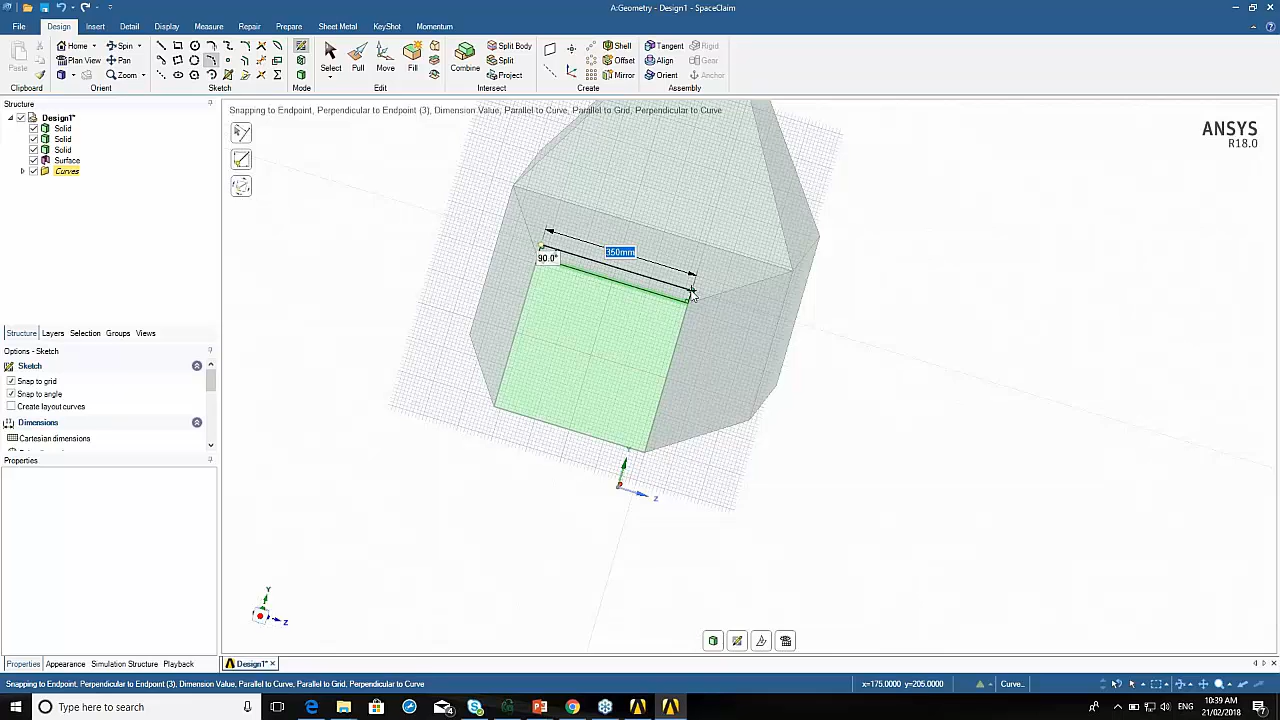 A:Geometry - Design1* - SpaceClaim
File Design Insert Detail Display Measure Repair Prepare Sheet Metal KeyShot Momentum
Home Spin Shell Tangent Rigid
Split Body
Plan View Pan Split Offset Align Gear
Paste Zoom Select Pull Move Fill Combine Project Mirror Orient Anchor
Clipboard Orient Sketch Mode Edit Intersect Create Assembly
Structure
Design1*
Solid
Solid
Solid
Surface
Curves
Snapping to Endpoint, Perpendicular to Endpoint (3), Dimension Value, Parallel to Curve, Parallel to Grid, Perpendicular to Curve
ANSYS
R18.0
350mm
90.0°
Z
Y
Z
Structure Layers Selection Groups Views
Options - Sketch
Sketch
Snap to grid
Snap to angle
Create layout curves
Dimensions
Cartesian dimensions
Properties
Properties Appearance Simulation Structure Playback
Design1*
Snapping to Endpoint, Perpendicular to Endpoint (3), Dimension Value, Parallel to Curve, Parallel to Grid, Perpendicular to Curve
x=175.0000 y=205.0000
Curve...
Type here to search
ENG
10:39 AM
21/02/2018